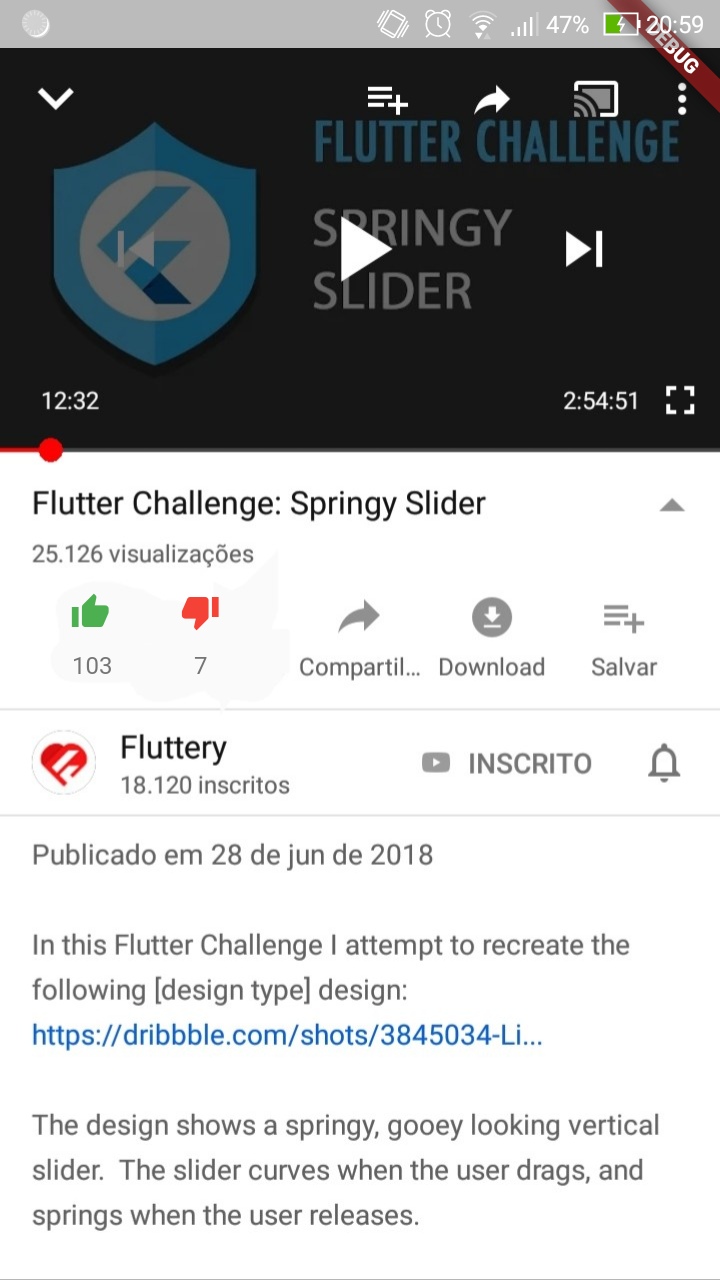 47%
20:59
DEBUG
FLUTTER CHALLENGE
SPRINGY
SLIDER
12:32
2:54:51
Flutter Challenge: Springy Slider
25.126 visualizações
103
7
Compartil...
Download
Salvar
Fluttery
18.120 inscritos
INSCRITO
Publicado em 28 de jun de 2018
In this Flutter Challenge I attempt to recreate the
following [design type] design:
https://dribbble.com/shots/3845034-Li...
The design shows a springy, gooey looking vertical
slider.  The slider curves when the user drags, and
springs when the user releases.